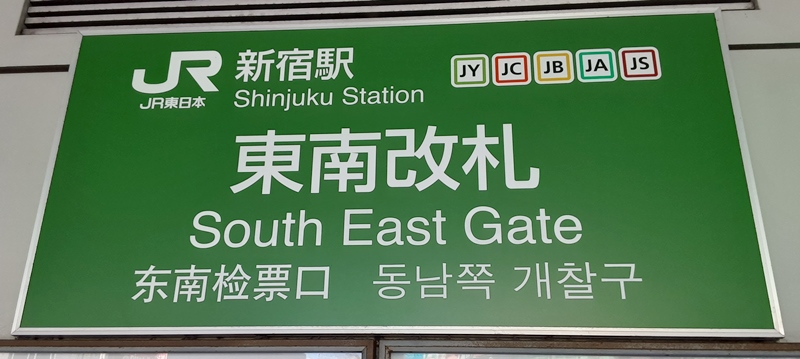 JR 新宿駅 JY JC JB JA JS
JR東日本 Shinjuku Station
東南改札
South East Gate
东南检票口 동남쪽 개찰구